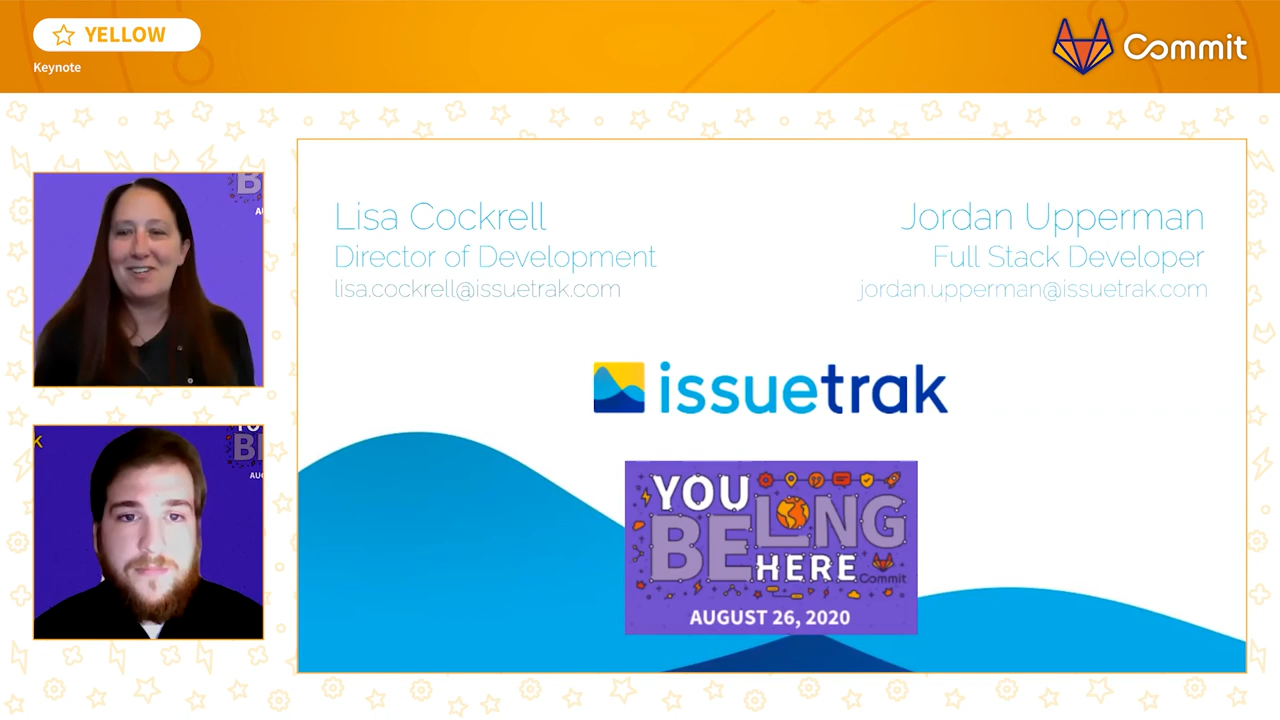 YELLOW
Keynote
Commit
Lisa Cockrell
Director of Development
lisa.cockrell@issuetrak.com
Jordan Upperman
Full Stack Developer
jordan.upperman@issuetrak.com
issuetrak
YOU
BELONG
HERE
Commit
AUGUST 26, 2020